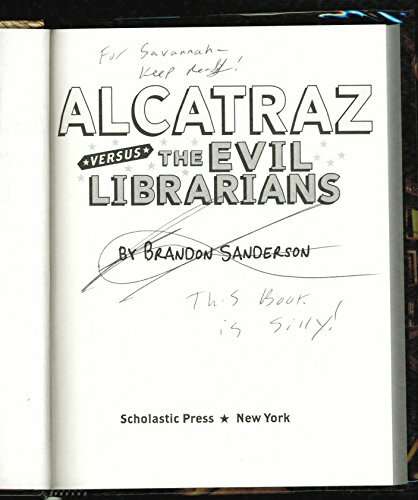 For Savannah-
Keep
ALCATRAZ
VERSUS THE EVIL
LIBRARIANS
BY BRANDON SANDERSON
This Book
is silly!
Scholastic Press ★ New York